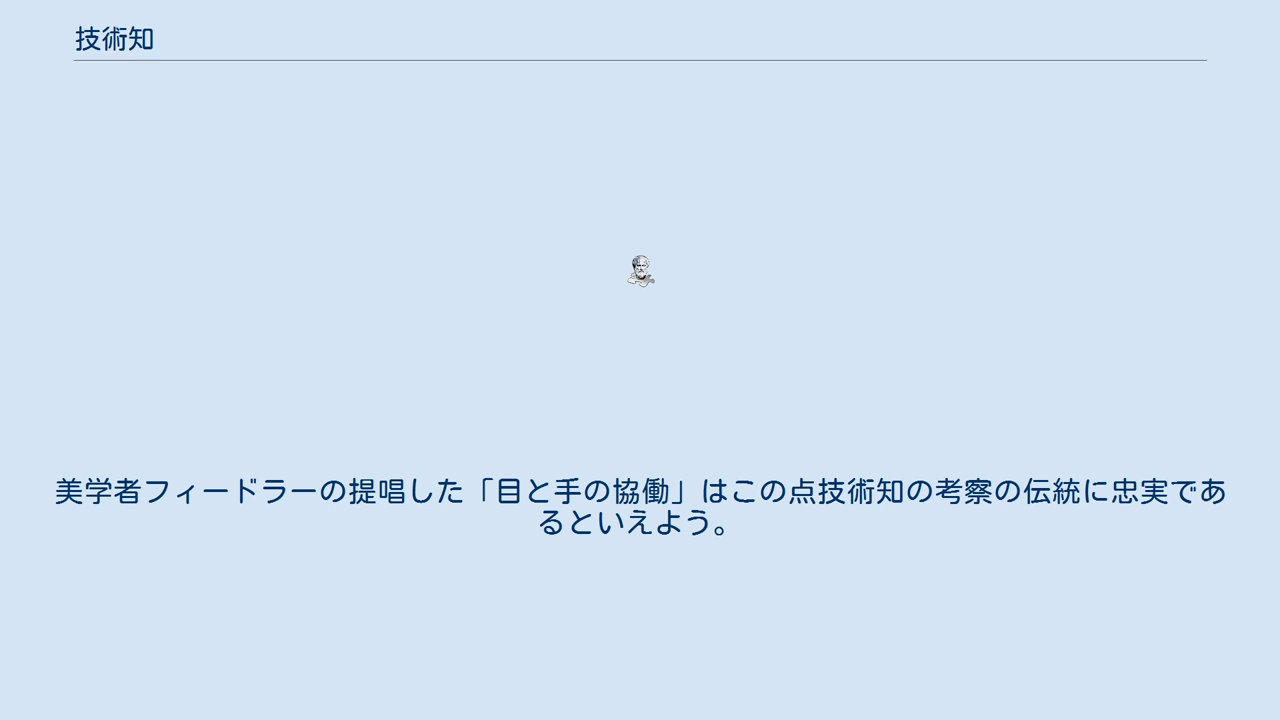 技術知
美学者フィードラーの提唱した「目と手の協働」はこの点技術知の考察の伝統に忠実であ
るといえよう。